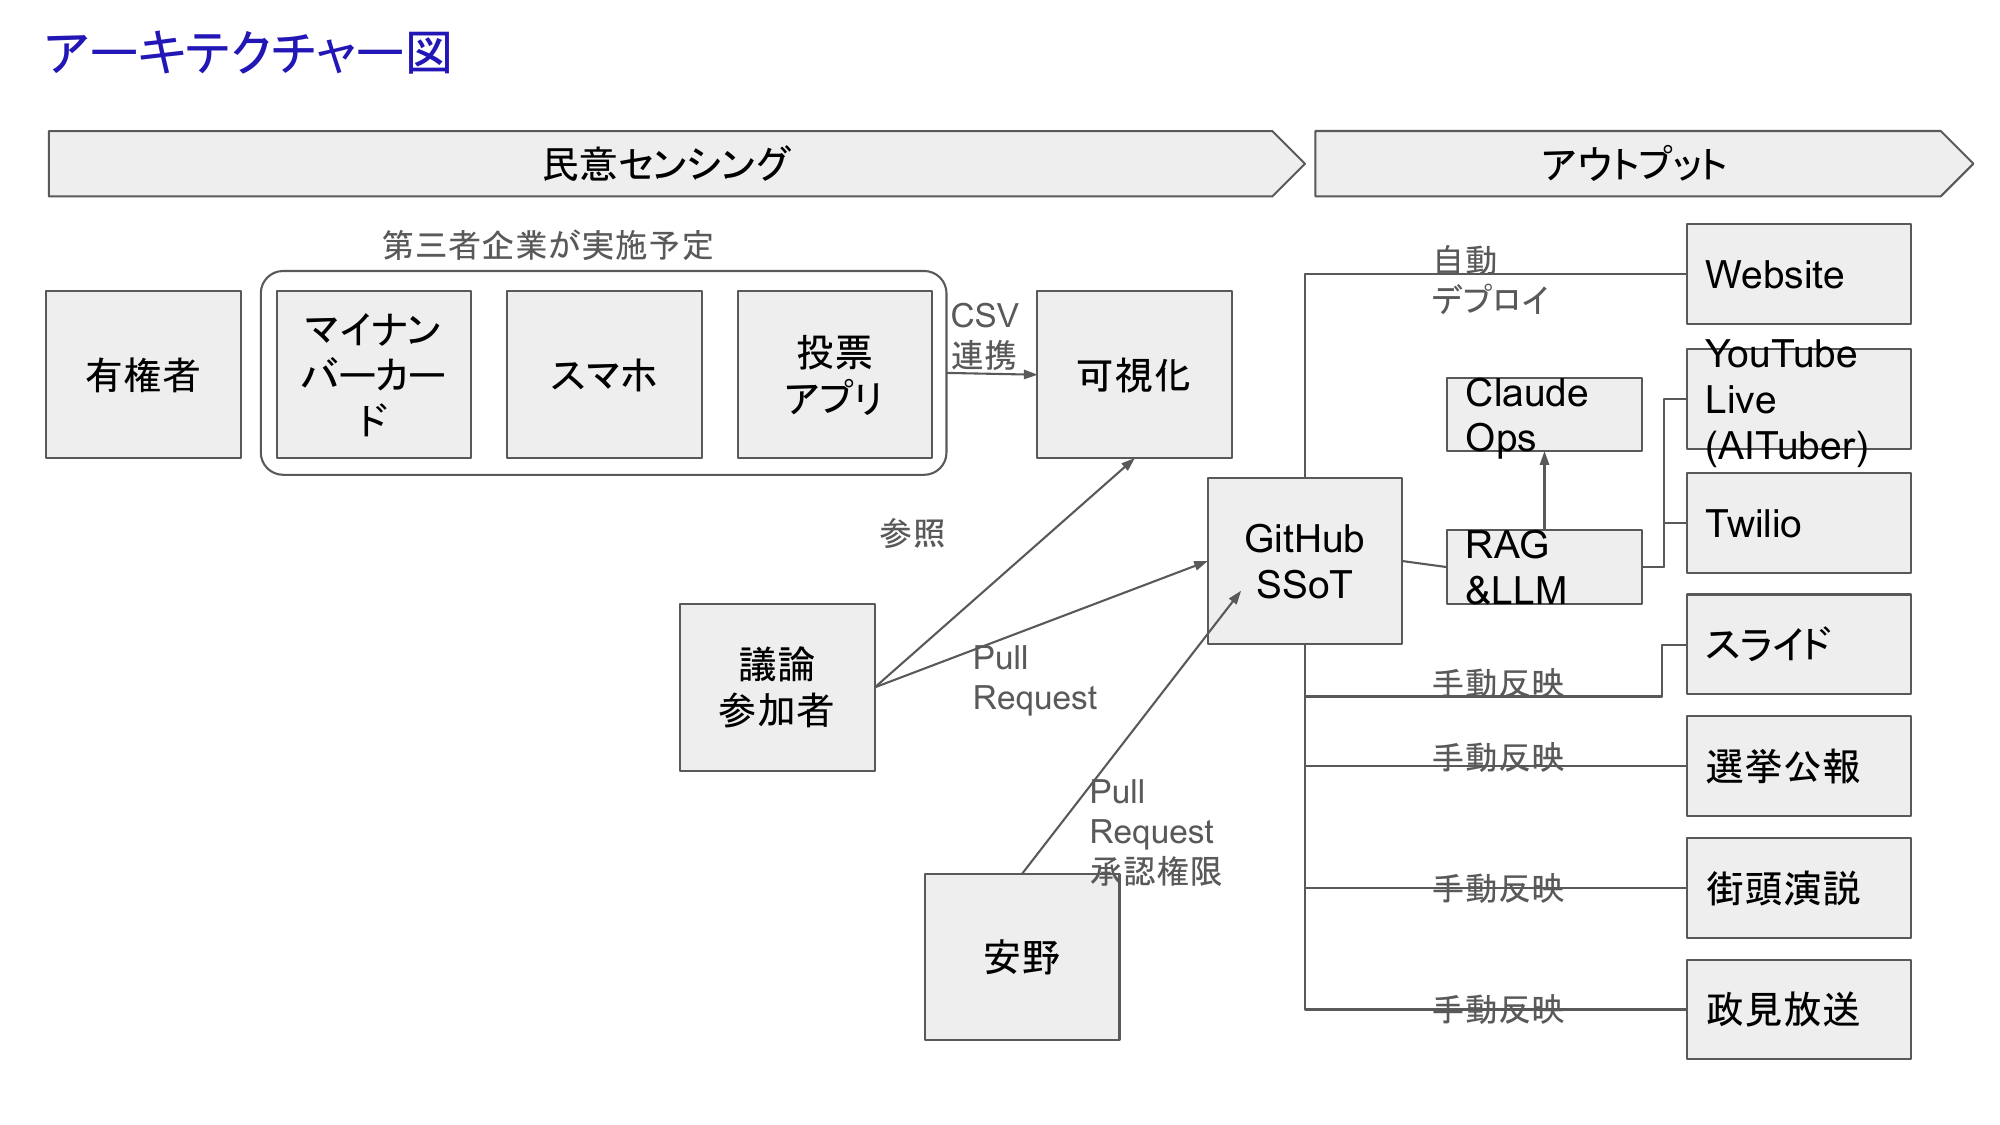 アーキテクチャー図
民意センシング
アウトプット
第三者企業が実施予定
有権者
マイナン
バーカー
ド
スマホ
投票
アプリ
CSV
連携
可視化
参照
議論
参加者
Pull
Request
Pull
Request
承認権限
安野
GitHub
SSoT
自動
デプロイ
Claude
Ops
RAG
&LLM
手動反映
手動反映
手動反映
手動反映
Website
YouTube
Live
(AITuber)
Twilio
スライド
選挙公報
街頭演説
政見放送